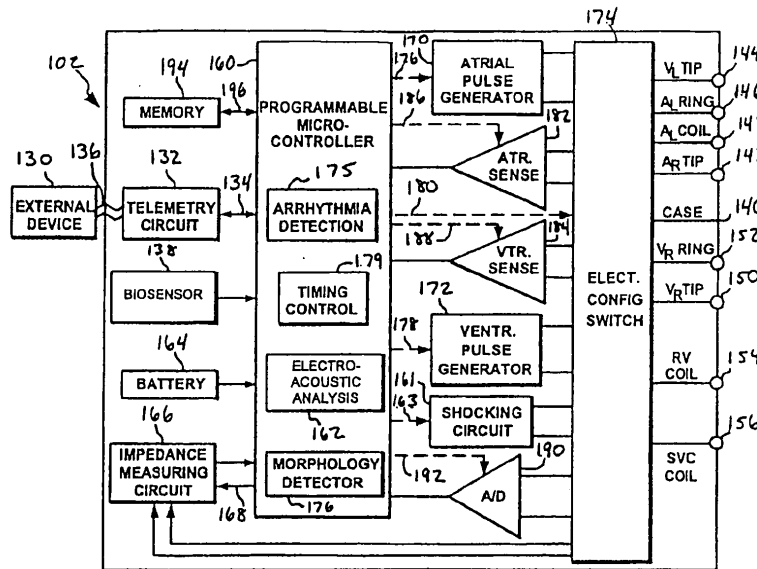 102
194
MEMORY
196
160
PROGRAMMABLE
MICRO-
CONTROLLER
176
170
ATRIAL
PULSE
GENERATOR
174
186
182
ATR.
SENSE
130
EXTERNAL
DEVICE
136
132
TELEMETRY
CIRCUIT
134
175
ARRHYTHMIA
DETECTION
180
188
184
VTR.
SENSE
138
BIOSENSOR
179
TIMING
CONTROL
172
178
VENTR.
PULSE
GENERATOR
164
BATTERY
ELECTRO-
ACOUSTIC
ANALYSIS
162
161
163
SHOCKING
CIRCUIT
166
IMPEDANCE
MEASURING
CIRCUIT
168
MORPHOLOGY
DETECTOR
176
192
190
A/D
ELECT.
CONFIG
SWITCH
VL TIP
144
AL RING
AL COIL
AR TIP
CASE
140
VR RING
152
VR TIP
150
RV
COIL
154
156
SVC
COIL